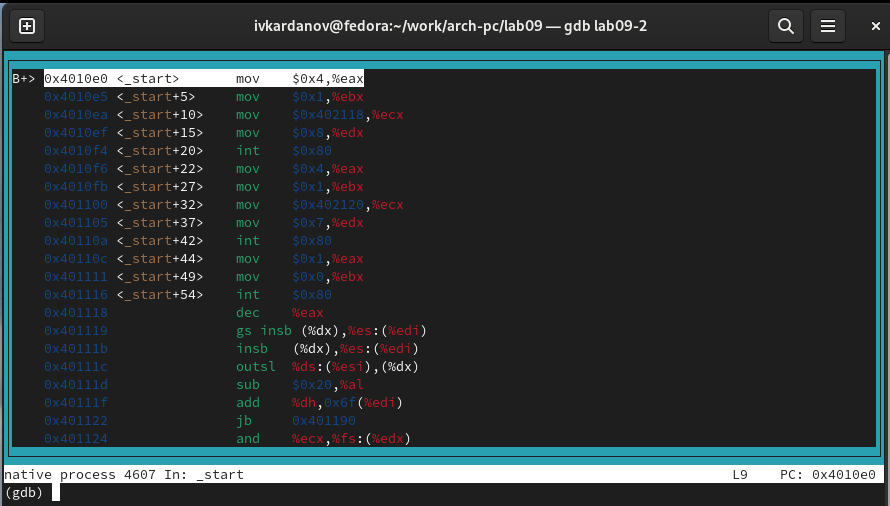 ivkardanov@fedora:~/work/arch-pc/lab09 — gdb lab09-2
B+> 0x4010e0 <_start>       mov    $0x4,%eax
    0x4010e5 <_start+5>     mov    $0x1,%ebx
    0x4010ea <_start+10>    mov    $0x402118,%ecx
    0x4010ef <_start+15>    mov    $0x8,%edx
    0x4010f4 <_start+20>    int    $0x80
    0x4010f6 <_start+22>    mov    $0x4,%eax
    0x4010fb <_start+27>    mov    $0x1,%ebx
    0x401100 <_start+32>    mov    $0x402120,%ecx
    0x401105 <_start+37>    mov    $0x7,%edx
    0x40110a <_start+42>    int    $0x80
    0x40110c <_start+44>    mov    $0x1,%eax
    0x401111 <_start+49>    mov    $0x0,%ebx
    0x401116 <_start+54>    int    $0x80
    0x401118                dec    %eax
    0x401119                gs insb (%dx),%es:(%edi)
    0x40111b                insb   (%dx),%es:(%edi)
    0x40111c                outsl  %ds:(%esi),(%dx)
    0x40111d                sub    $0x20,%al
    0x40111f                add    %dh,0x6f(%edi)
    0x401122                jb     0x401190
    0x401124                and    %ecx,%fs:(%edx)
native process 4607 In: _start                                                             L9    PC: 0x4010e0
(gdb)